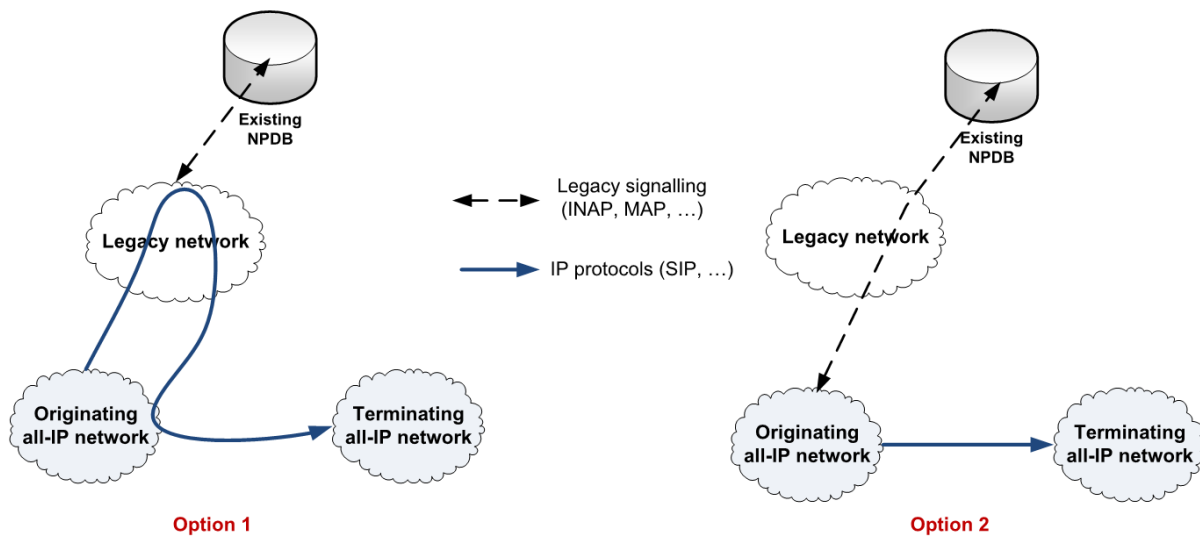 Existing
NPDB
Legacy network
Originating
all-IP network
Terminating
all-IP network
Option 1
Legacy signalling
(INAP, MAP, …)
IP protocols (SIP, …)
Existing
NPDB
Legacy network
Originating
all-IP network
Terminating
all-IP network
Option 2